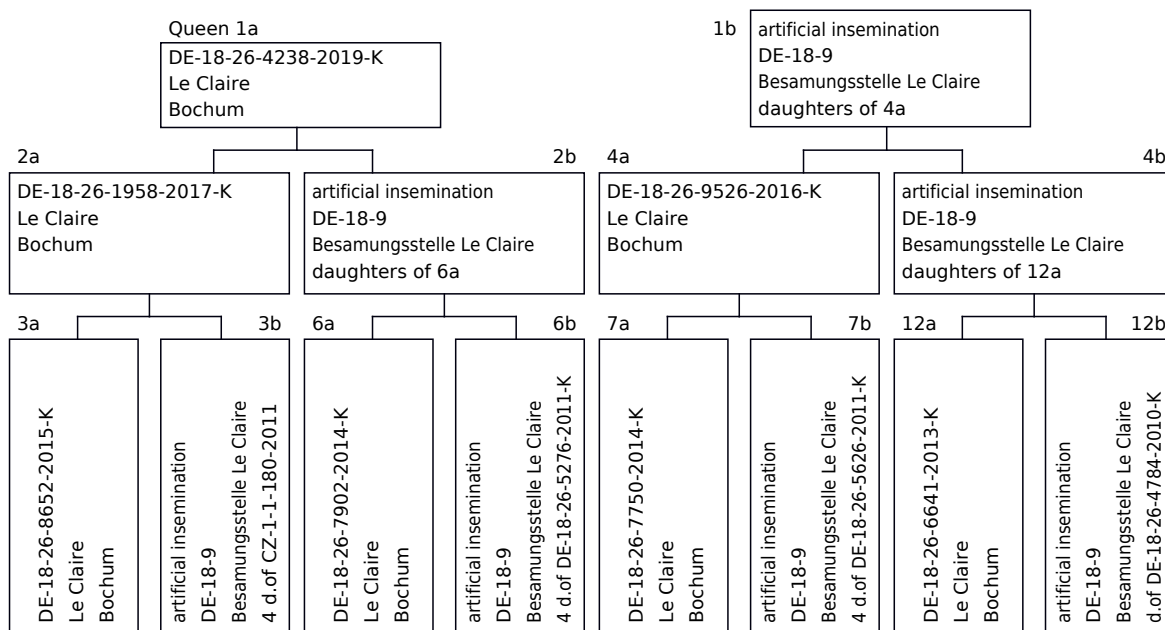 Queen 1a
DE-18-26-4238-2019-K
Le Claire
Bochum
1b
artificial insemination
DE-18-9
Besamungsstelle Le Claire
daughters of 4a
2a
DE-18-26-1958-2017-K
Le Claire
Bochum
2b
artificial insemination
DE-18-9
Besamungsstelle Le Claire
daughters of 6a
4a
DE-18-26-9526-2016-K
Le Claire
Bochum
4b
artificial insemination
DE-18-9
Besamungsstelle Le Claire
daughters of 12a
3a
DE-18-26-8652-2015-K
Le Claire
Bochum
3b
artificial insemination
DE-18-9
Besamungsstelle Le Claire
4 d.of CZ-1-1-180-2011
6a
DE-18-26-7902-2014-K
Le Claire
Bochum
6b
artificial insemination
DE-18-9
Besamungsstelle Le Claire
4 d.of DE-18-26-5276-2011-K
7a
DE-18-26-7750-2014-K
Le Claire
Bochum
7b
artificial insemination
DE-18-9
Besamungsstelle Le Claire
4 d.of DE-18-26-5626-2011-K
12a
DE-18-26-6641-2013-K
Le Claire
Bochum
12b
artificial insemination
DE-18-9
Besamungsstelle Le Claire
d.of DE-18-26-4784-2010-K